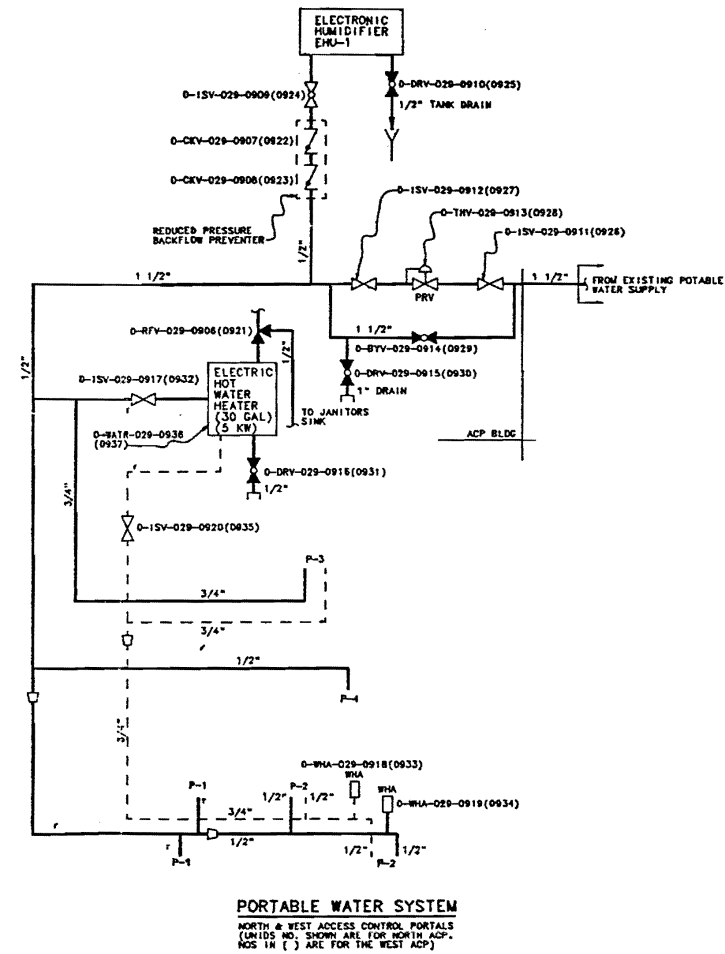 ELECTRONIC
HUMIDIFIER
EHU-1
0-ISV-029-0909(0924)
0-DRV-029-0910(0925)
1/2" TANK DRAIN
0-CKV-029-0907(0922)
0-CKV-029-0908(0923)
REDUCED PRESSURE
BACKFLOW PREVENTER
1/2"
0-ISV-029-0912(0927)
0-THV-029-0913(0928)
0-ISV-029-0911(0926)
1 1/2"
PRV
1 1/2"
FROM EXISTING POTABLE
WATER SUPPLY
1 1/2"
0-BYV-029-0914(0929)
0-DRV-029-0915(0930)
1" DRAIN
ACP BLDG
0-RFV-029-0906(0921)
1/2"
1/2"
ELECTRIC
HOT
WATER
HEATER
(30 GAL)
(5 KW)
TO JANITORS
SINK
0-ISV-029-0917(0932)
0-WATR-029-0936
(0937)
0-DRV-029-0916(0931)
1/2"
3/4"
0-ISV-029-0920(0935)
P-3
3/4"
3/4"
1/2"
P-4
3/4"
0-WHA-029-0918(0933)
WHA
P-1
P-2
1/2"
1/2"
WHA
0-WHA-029-0919(0934)
3/4"
1/2"
1/2"
1/2"
P-1
P-2
PORTABLE WATER SYSTEM
NORTH & WEST ACCESS CONTROL PORTALS
(UNIDS NO. SHOWN ARE FOR NORTH ACP.
NOS IN ( ) ARE FOR THE WEST ACP)